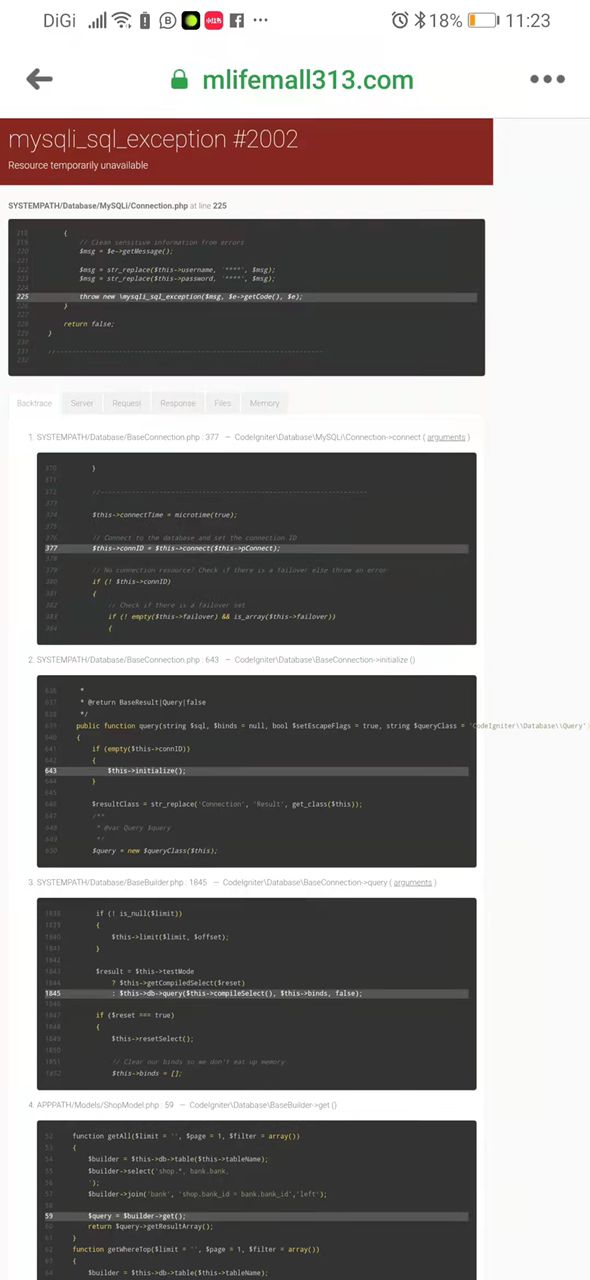 DiGi 18% 11:23
mlifemall313.com
mysqli_sql_exception #2002
Resource temporarily unavailable
SYSTEMPATH/Database/MySQLi/Connection.php at line 225
218 {
219 // Clean sensitive information from errors
220 $msg = $e->getMessage();
221
222 $msg = str_replace($this->username, '****', $msg);
223 $msg = str_replace($this->password, '****', $msg);
224
225 throw new \mysqli_sql_exception($msg, $e->getCode(), $e);
226 }
227
228 return false;
229 }
230
231 //--------------------------------------------------------------------
232
Backtrace Server Request Response Files Memory
1. SYSTEMPATH/Database/BaseConnection.php : 377 — CodeIgniter\Database\MySQLi\Connection->connect ( arguments )
370 }
371
372 //--------------------------------------------------------------------
373
374 $this->connectTime = microtime(true);
375
376 // Connect to the database and set the connection ID
377 $this->connID = $this->connect($this->pConnect);
378
379 // No connection resource? Check if there is a failover else throw an error
380 if (! $this->connID)
381 {
382 // Check if there is a failover set
383 if (! empty($this->failover) && is_array($this->failover))
384 {
2. SYSTEMPATH/Database/BaseConnection.php : 643 — CodeIgniter\Database\BaseConnection->initialize ()
636 *
637 * @return BaseResult|Query|false
638 */
639 public function query(string $sql, $binds = null, bool $setEscapeFlags = true, string $queryClass = 'CodeIgniter\\Database\\Query')
640 {
641 if (empty($this->connID))
642 {
643 $this->initialize();
644 }
645
646 $resultClass = str_replace('Connection', 'Result', get_class($this));
647 /**
648 * @var Query $query
649 */
650 $query = new $queryClass($this);
3. SYSTEMPATH/Database/BaseBuilder.php : 1845 — CodeIgniter\Database\BaseConnection->query ( arguments )
1838 if (! is_null($limit))
1839 {
1840 $this->limit($limit, $offset);
1841 }
1842
1843 $result = $this->testMode
1844 ? $this->getCompiledSelect($reset)
1845 : $this->db->query($this->compileSelect(), $this->binds, false);
1846
1847 if ($reset === true)
1848 {
1849 $this->resetSelect();
1850
1851 // Clear our binds so we don't eat up memory
1852 $this->binds = [];
4. APPPATH/Models/ShopModel.php : 59 — CodeIgniter\Database\BaseBuilder->get ()
52 function getAll($limit = '', $page = 1, $filter = array())
53 {
54 $builder = $this->db->table($this->tableName);
55 $builder->select('shop.*, bank.bank,
56 ');
57 $builder->join('bank', 'shop.bank_id = bank.bank_id','left');
58
59 $query = $builder->get();
60 return $query->getResultArray();
61 }
62 function getWhereTop($limit = '', $page = 1, $filter = array())
63 {
64 $builder = $this->db->table($this->tableName);